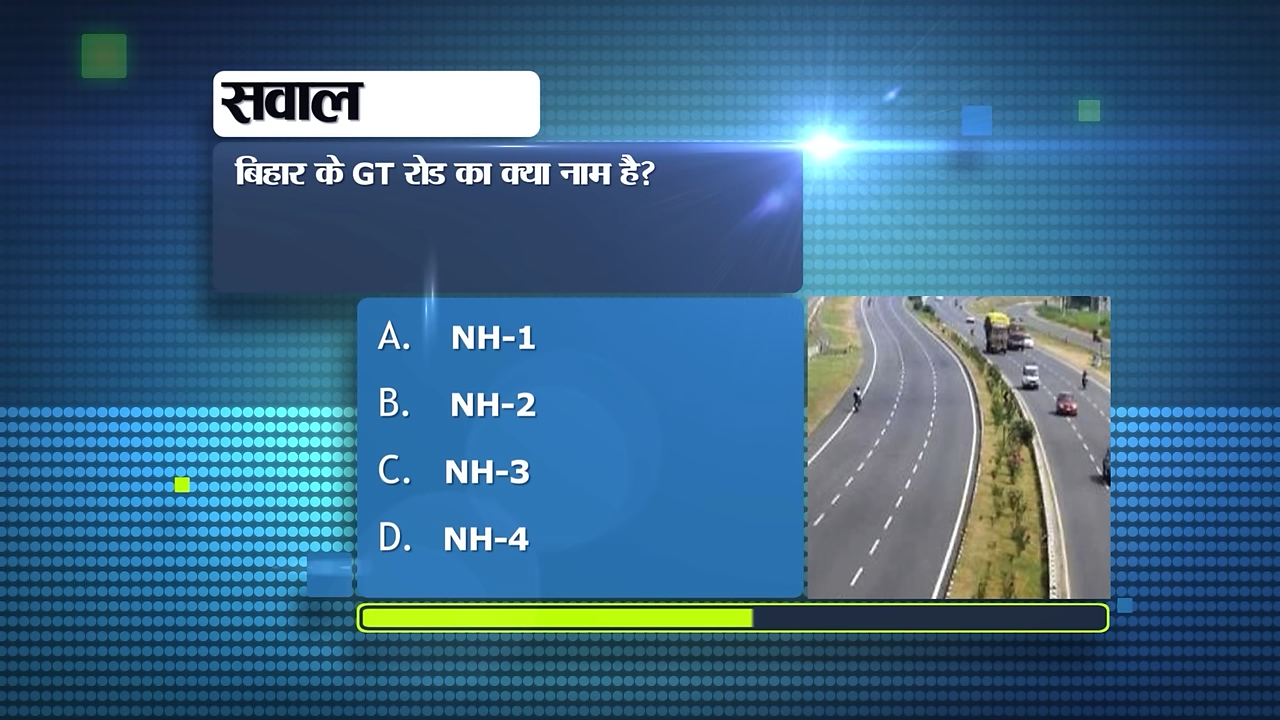 सवाल
बिहार के GT रोड का क्या नाम है?
A. NH-1
B. NH-2
C. NH-3
D. NH-4